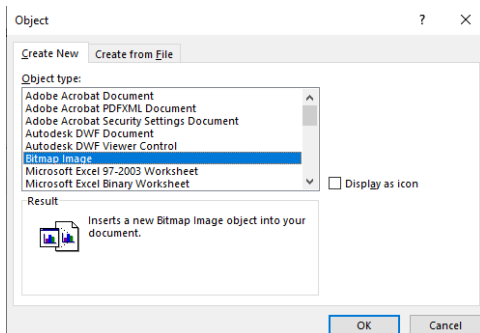 Object
?
Create New
Create from File
Object type:
Adobe Acrobat Document
Adobe Acrobat PDFXML Document
Adobe Acrobat Security Settings Document
Autodesk DWF Document
Autodesk DWF Viewer Control
Bitmap Image
Microsoft Excel 97-2003 Worksheet
Microsoft Excel Binary Worksheet
Display as icon
Result
Inserts a new Bitmap Image object into your
document.
OK
Cancel